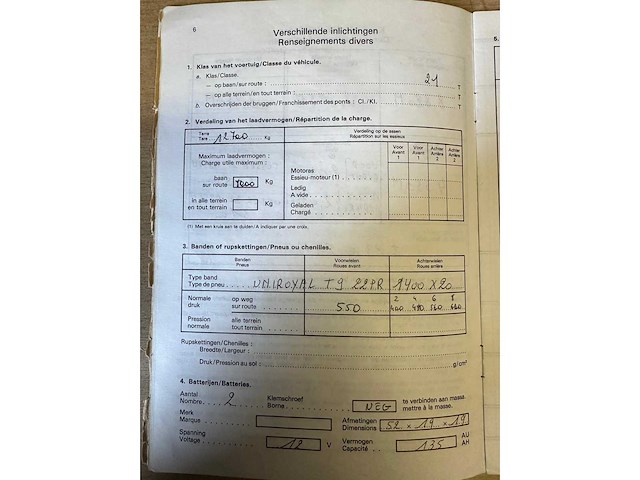 6
Verschillende inlichtingen
Renseignements divers
5.
1. Klas van het voertuig/Classe du véhicule.
a. Klas/Classe.
— op baan/sur route : 21 T
— op alle terrein/en tout terrain : T
b. Overschrijden der bruggen/Franchissement des ponts : Cl./Kl. T
2. Verdeling van het laadvermogen/Répartition de la charge.
Tarra
Tare 12700 Kg
Verdeling op de assen
Répartition sur les essieux
Maximum laadvermogen :
Charge utile maximum :
Voor Avant 1
Voor Avant 1
Achter Arrière 2
Achter Arrière 2
baan
sur route Kg
in alle terrein
en tout terrain Kg
Motoras
Essieu-moteur (1)
Ledig
A vide
Geladen
Chargé
(1) Met een kruis aan te duiden/A indiquer par une croix.
3. Banden of rupskettingen/Pneus ou chenilles.
Banden
Pneus
Voorwielen
Roues avant
Achterwielen
Roues arrière
Type band
Type de pneu UNIROYAL T9 22PR 1400 X 20
Normale druk
op weg
sur route 550
2 4 6 8
Pression normale
alle terrein
tout terrain
Rupskettingen/Chenilles :
Breedte/Largeur :
Druk/Pression au sol : g/cm²
4. Batterijen/Batteries.
Aantal
Nombre 2
Klemschroef
Borne NEG
te verbinden aan massa.
mettre à la masse.
Merk
Marque
Afmetingen
Dimensions 52 x 19 x 19
Spanning
Voltage 12 V
Vermogen
Capacité 135
AU
AH